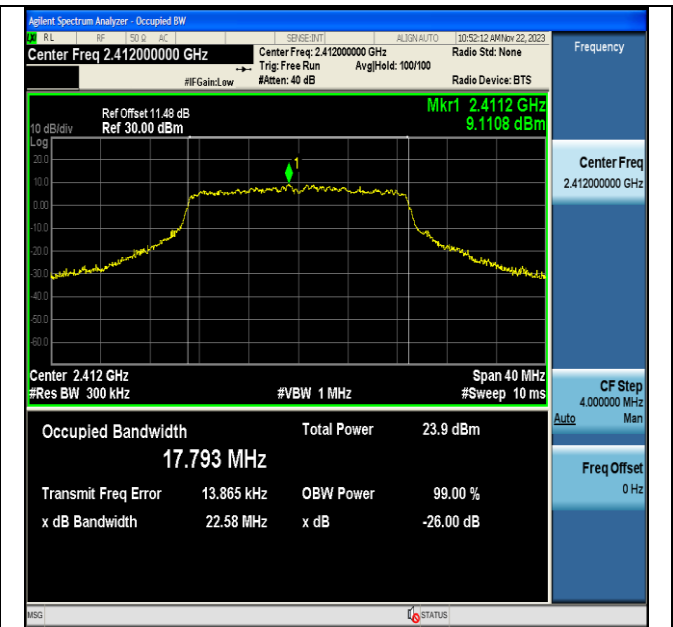 Agilent Spectrum Analyzer - Occupied BW
RL RF 50 Ω AC SENSE:INT ALIGN AUTO 10:52:12 AM Nov 22, 2023
Center Freq 2.412000000 GHz Center Freq: 2.412000000 GHz Radio Std: None
Trig: Free Run Avg|Hold: 100/100
#IFGain:Low #Atten: 40 dB Radio Device: BTS
Frequency
Ref Offset 11.48 dB Mkr1 2.4112 GHz
10 dB/div Ref 30.00 dBm 9.1108 dBm
Log
20.0
10.0
0.00
-10.0
-20.0
-30.0
-40.0
-50.0
-60.0
1
Center 2.412 GHz Span 40 MHz
#Res BW 300 kHz #VBW 1 MHz #Sweep 10 ms
Center Freq
2.412000000 GHz
CF Step
4.000000 MHz
Auto Man
Freq Offset
0 Hz
Occupied Bandwidth Total Power 23.9 dBm
17.793 MHz
Transmit Freq Error 13.865 kHz OBW Power 99.00 %
x dB Bandwidth 22.58 MHz x dB -26.00 dB
MSG STATUS